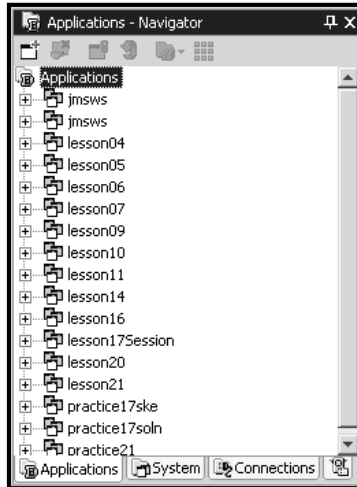 Applications - Navigator
Applications
jmsws
jmsws
lesson04
lesson05
lesson06
lesson07
lesson09
lesson10
lesson11
lesson14
lesson16
lesson17Session
lesson20
lesson21
practice17ske
practice17soln
practice21
Applications System Connections